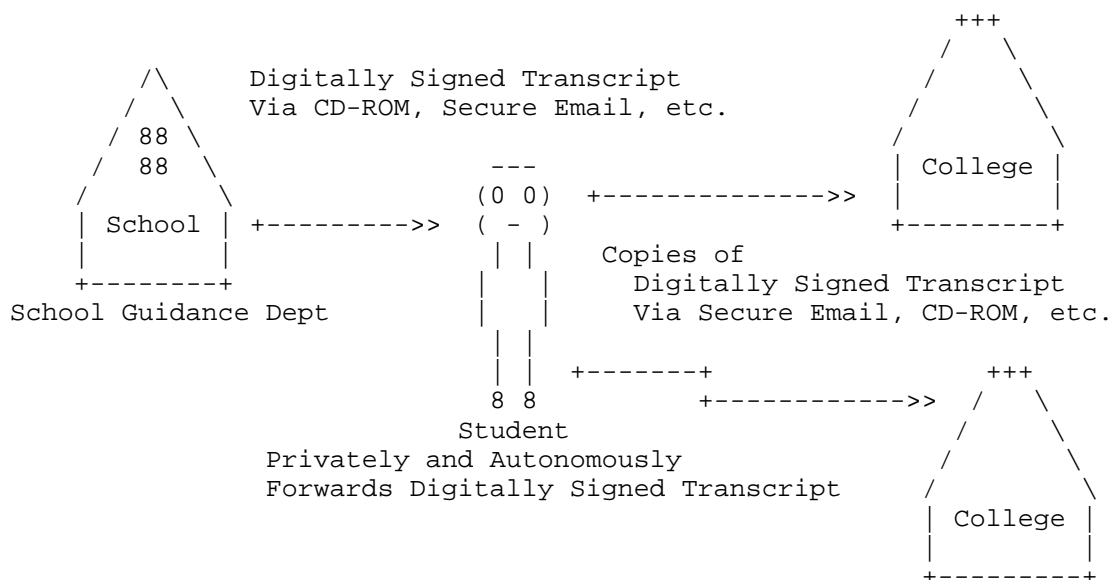 Digitally Signed Transcript
Via CD-ROM, Secure Email, etc.
College
School
Copies of
Digitally Signed Transcript
School Guidance Dept
Via Secure Email, CD-ROM, etc.
Student
Privately and Autonomously
Forwards Digitally Signed Transcript
College